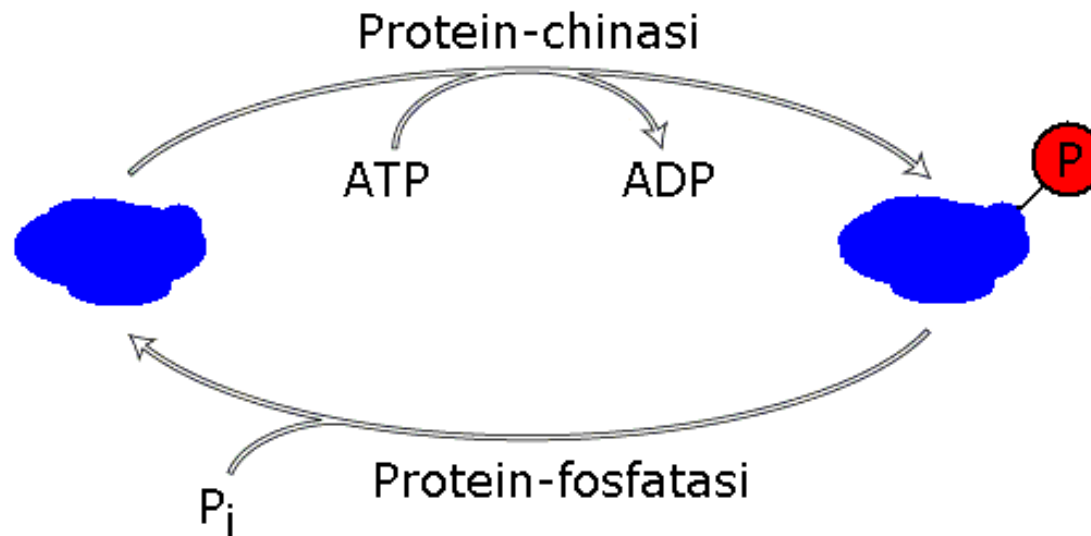 Protein-chinasi
P
ATP
ADP
Protein-fosfatasi
Pi